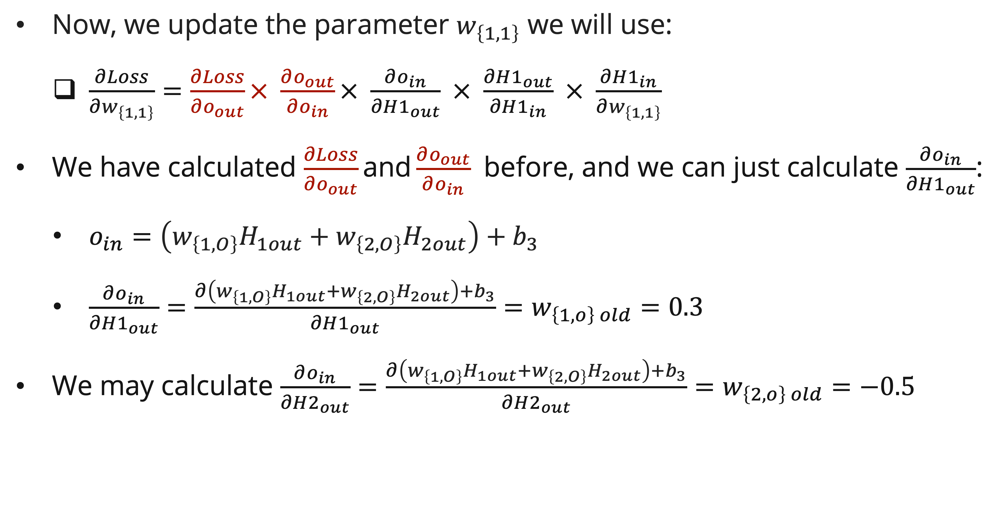 • Now, we update the parameter $w_{\{1,1\}}$ we will use:
❑ $\frac{\partial Loss}{\partial w_{\{1,1\}}} = \frac{\partial Loss}{\partial o_{out}} \times \frac{\partial o_{out}}{\partial o_{in}} \times \frac{\partial o_{in}}{\partial H1_{out}} \times \frac{\partial H1_{out}}{\partial H1_{in}} \times \frac{\partial H1_{in}}{\partial w_{\{1,1\}}}$
• We have calculated $\frac{\partial Loss}{\partial o_{out}}$ and $\frac{\partial o_{out}}{\partial o_{in}}$ before, and we can just calculate $\frac{\partial o_{in}}{\partial H1_{out}}$:
• $o_{in} = (w_{\{1,O\}}H_{1out} + w_{\{2,O\}}H_{2out}) + b_3$
• $\frac{\partial o_{in}}{\partial H1_{out}} = \frac{\partial (w_{\{1,O\}}H_{1out}+w_{\{2,O\}}H_{2out})+b_3}{\partial H1_{out}} = w_{\{1,o\}\ old} = 0.3$
• We may calculate $\frac{\partial o_{in}}{\partial H2_{out}} = \frac{\partial (w_{\{1,O\}}H_{1out}+w_{\{2,O\}}H_{2out})+b_3}{\partial H2_{out}} = w_{\{2,o\}\ old} = -0.5$